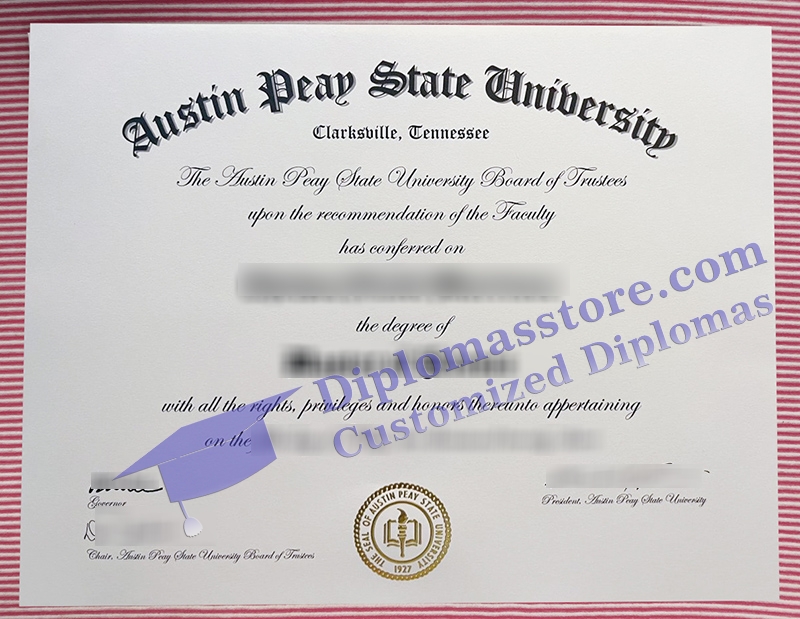 Austin Peay State University
Clarksville, Tennessee
The Austin Peay State University Board of Trustees
upon the recommendation of the Faculty
has conferred on
the degree of
Diplomasstore.com
Customized Diplomas
with all the rights, privileges and honors thereunto appertaining
on the
Governor
President, Austin Peay State University
Chair, Austin Peay State University Board of Trustees
THE SEAL OF AUSTIN PEAY STATE UNIVERSITY
1927